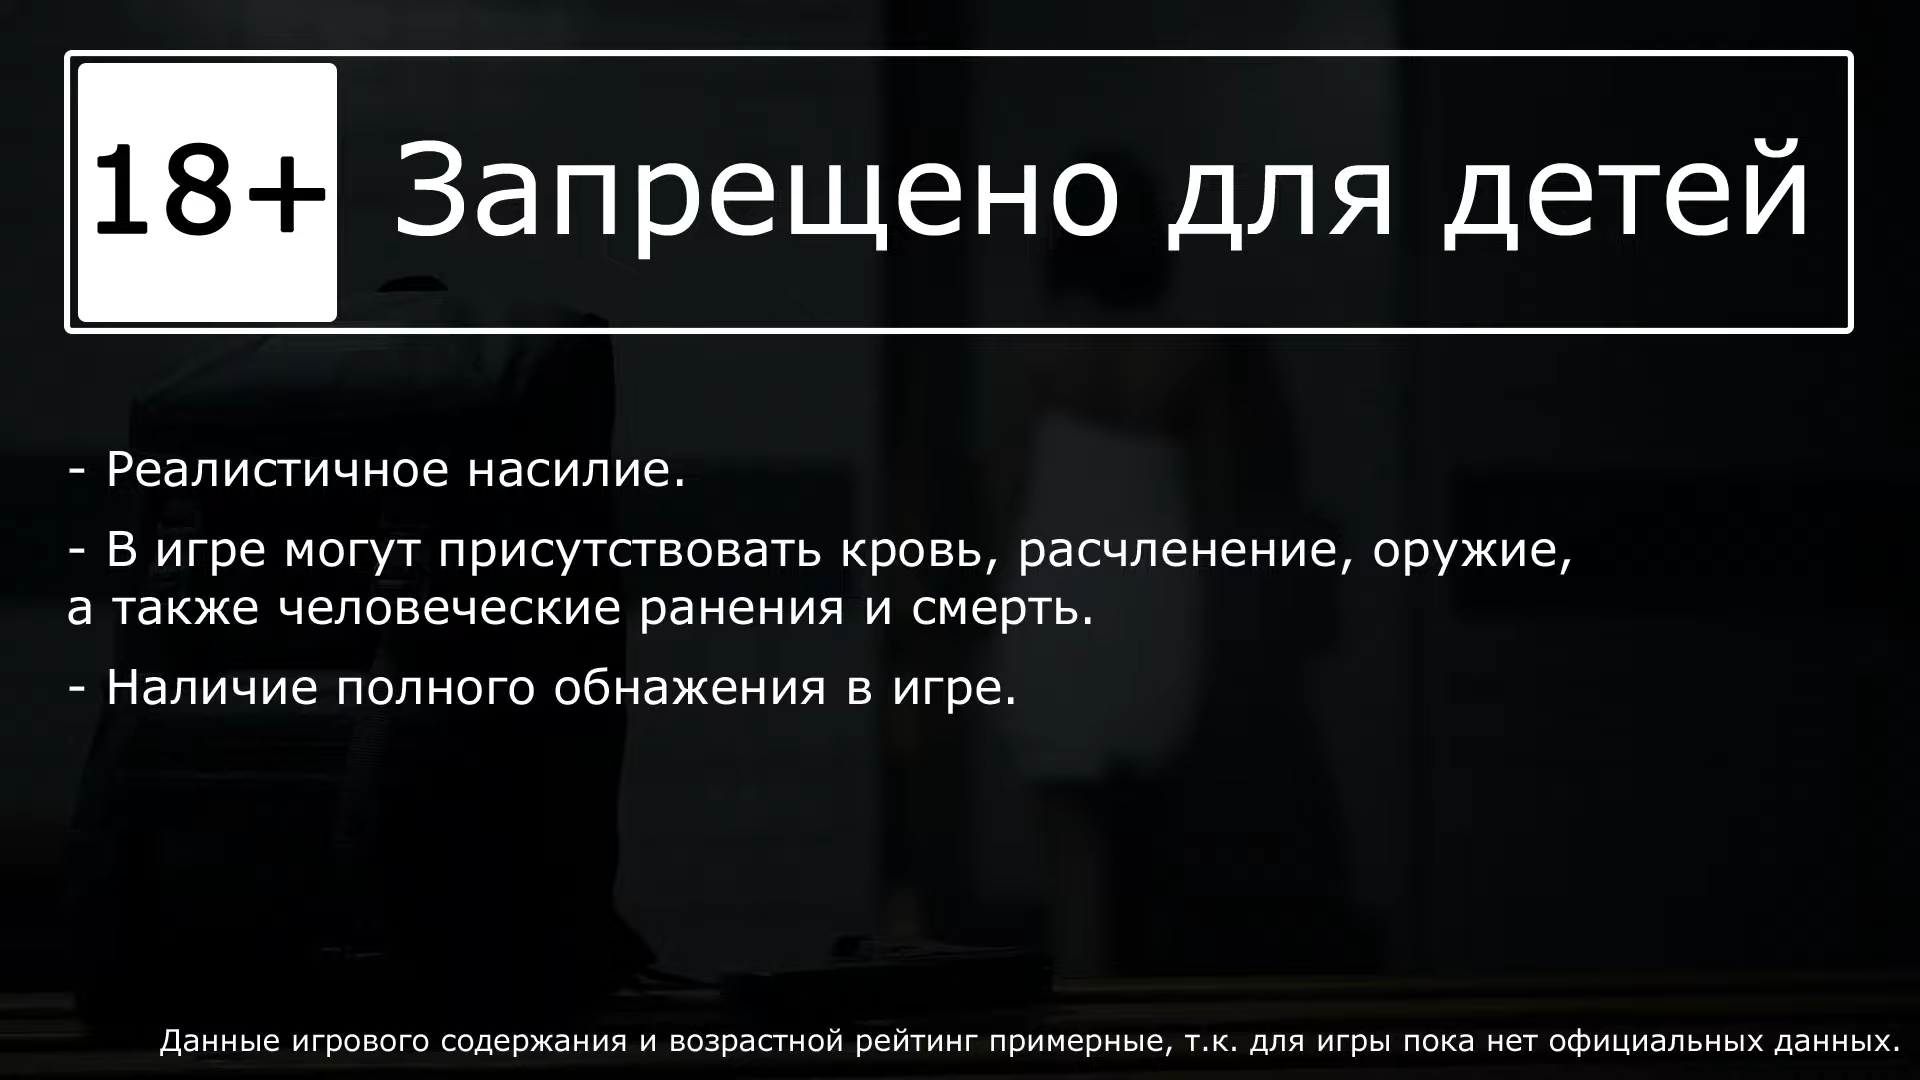 18+ Запрещено для детей
- Реалистичное насилие.
- В игре могут присутствовать кровь, расчленение, оружие,
а также человеческие ранения и смерть.
- Наличие полного обнажения в игре.
Данные игрового содержания и возрастной рейтинг примерные, т.к. для игры пока нет официальных данных.